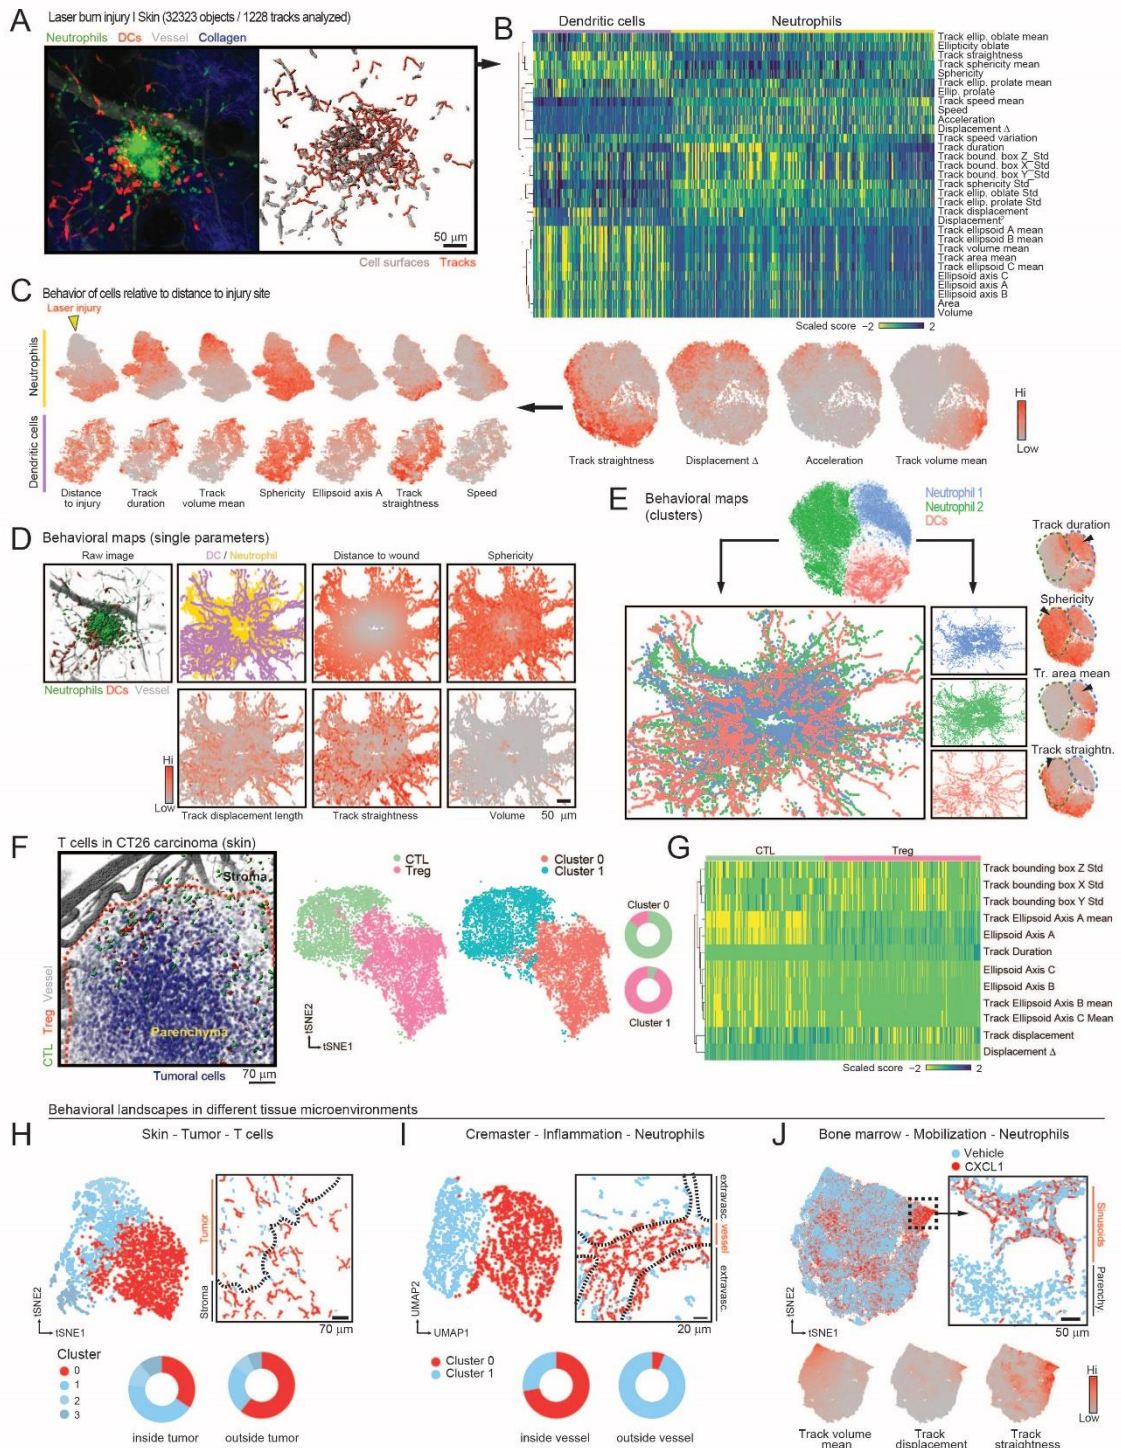 A
Laser burn injury I Skin (32323 objects / 1228 tracks analyzed)
Neutrophils DCs Vessel Collagen
50 µm
Cell surfaces Tracks
B
Dendritic cells
Neutrophils
Track ellip. oblate mean
Ellipticity oblate
Track straightness
Track sphericity mean
Sphericity
Track ellip. prolate mean
Ellip. prolate
Track speed mean
Speed
Acceleration
Displacement Δ
Track speed variation
Track duration
Track bound. box Z_Std
Track bound. box X_Std
Track bound. box Y_Std
Track sphericity Std
Track ellip. oblate Std
Track ellip. prolate Std
Track displacement
Displacement²
Track ellipsoid A mean
Track ellipsoid B mean
Track volume mean
Track area mean
Track ellipsoid C mean
Ellipsoid axis C
Ellipsoid axis A
Ellipsoid axis B
Area
Volume
Scaled score −2 2
C
Behavior of cells relative to distance to injury site
Laser injury
Neutrophils
Dendritic cells
Distance to injury
Track duration
Track volume mean
Sphericity
Ellipsoid axis A
Track straightness
Speed
Track straightness
Displacement Δ
Acceleration
Track volume mean
Hi
Low
D
Behavioral maps (single parameters)
Raw image
DC / Neutrophil
Distance to wound
Sphericity
Neutrophils DCs Vessel
Hi
Low
Track displacement length
Track straightness
Volume
50 µm
E
Behavioral maps
(clusters)
Neutrophil 1
Neutrophil 2
DCs
Track duration
Sphericity
Tr. area mean
Track straightn.
F
T cells in CT26 carcinoma (skin)
Stroma
Parenchyma
CTL Treg Vessel
Tumoral cells
70 µm
CTL
Treg
Cluster 0
Cluster 1
tSNE2
tSNE1
Cluster 0
Cluster 1
G
CTL
Treg
Track bounding box Z Std
Track bounding box X Std
Track bounding box Y Std
Track Ellipsoid Axis A mean
Ellipsoid Axis A
Track Duration
Ellipsoid Axis C
Ellipsoid Axis B
Track Ellipsoid Axis B mean
Track Ellipsoid Axis C Mean
Track displacement
Displacement Δ
Scaled score −2 2
Behavioral landscapes in different tissue microenvironments
H
Skin - Tumor - T cells
tSNE2
tSNE1
Tumor
Stroma
70 µm
Cluster
0
1
2
3
inside tumor
outside tumor
I
Cremaster - Inflammation - Neutrophils
UMAP2
UMAP1
extravasc.
vessel
extravasc.
20 µm
Cluster 0
Cluster 1
inside vessel
outside vessel
J
Bone marrow - Mobilization - Neutrophils
Vehicle
CXCL1
tSNE2
tSNE1
Sinusoids
Parenchy.
50 µm
Track volume mean
Track displacement
Track straightness
Hi
Low